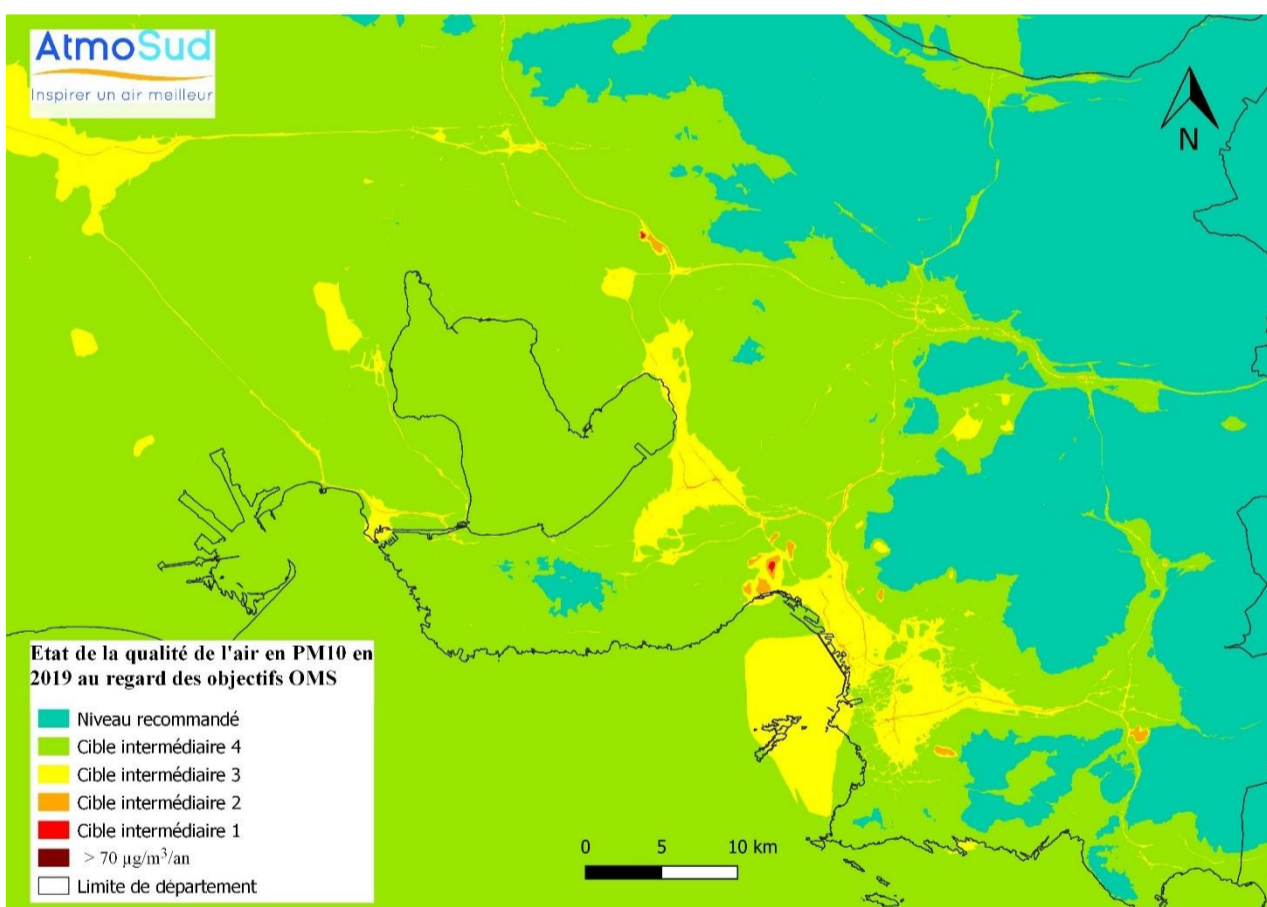 AtmoSud
Inspirer un air meilleur
N
Etat de la qualité de l'air en PM10 en
2019 au regard des objectifs OMS
Niveau recommandé
Cible intermédiaire 4
Cible intermédiaire 3
Cible intermédiaire 2
Cible intermédiaire 1
> 70 µg/m³/an
Limite de département
0 5 10 km